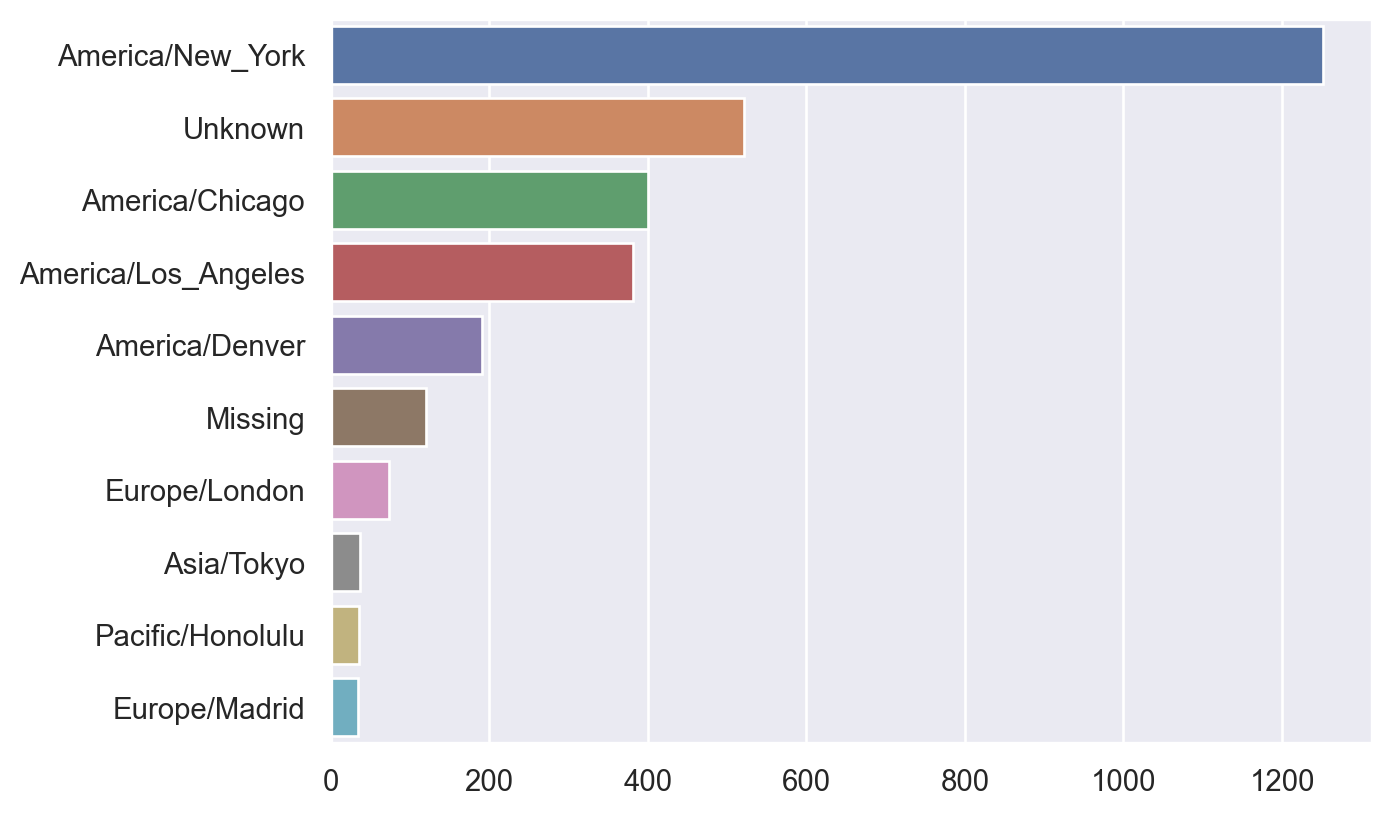 America/New_York
Unknown
America/Chicago
America/Los_Angeles
America/Denver
Missing
Europe/London
Asia/Tokyo
Pacific/Honolulu
Europe/Madrid
0 200 400 600 800 1000 1200